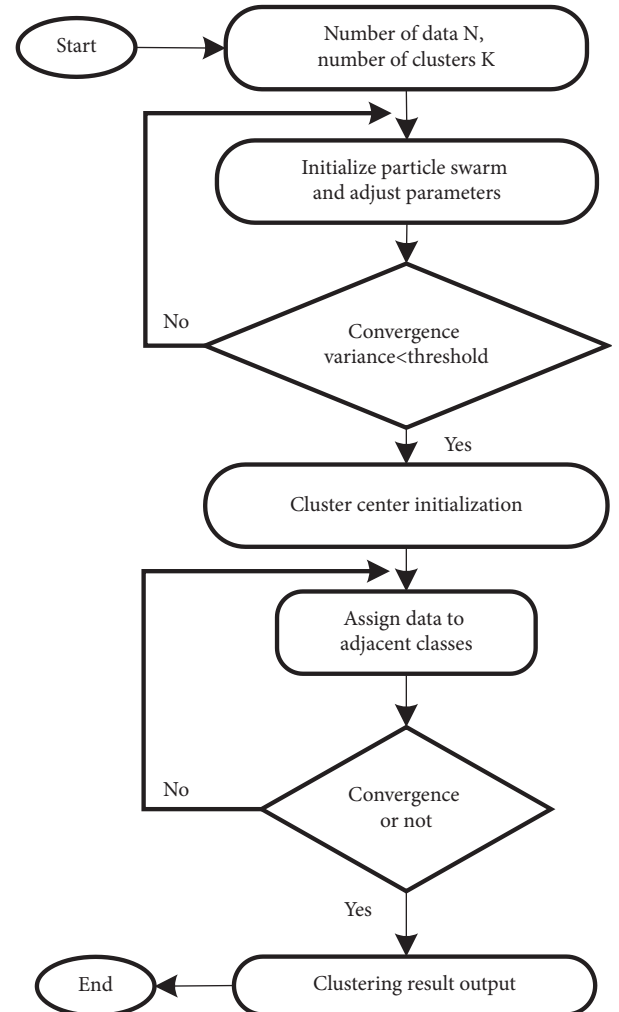 Start
Number of data N,
number of clusters K
Initialize particle swarm
and adjust parameters
No
Convergence
variance<threshold
Yes
Cluster center initialization
Assign data to
adjacent classes
No
Convergence
or not
Yes
End
Clustering result output